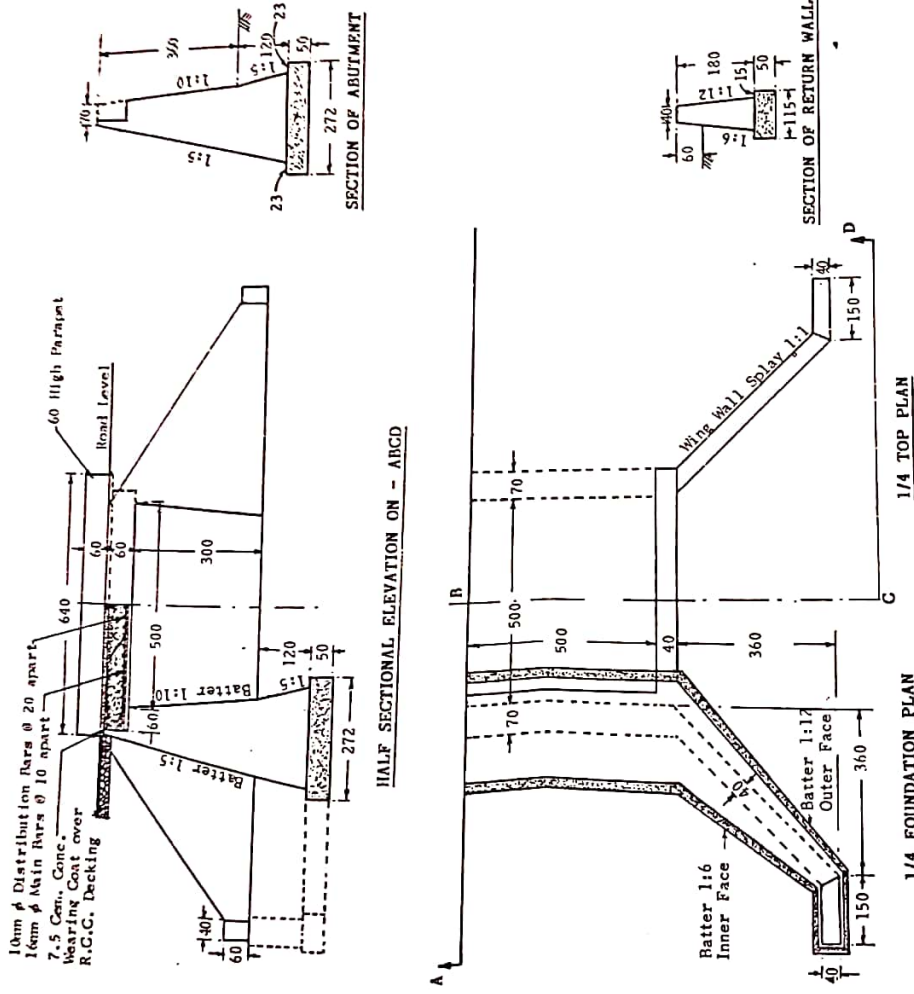 10mm ϕ Distribution Bars @ 20 apart
16mm ϕ Main Bars @ 10 apart
7.5 Cem. Conc.
Wearing Coat over
R.C.C. Decking
640
60 High Parapet
Road Level
60
60
300
500
60
Batter 1:10
Batter 1:5
1:5
120
50
272
40
60
HALF SECTIONAL ELEVATION - ABCD
70
360
1:10
1:5
120
1:5
23
23
50
272
SECTION OF ABUTMENT
A
B
500
70
500
70
40
360
Batter 1:6
Inner Face
40
Batter 1:12
Outer Face
360
150
40
1/4 FOUNDATION PLAN
C
Wing Wall Splay 1:1
40
150
D
1/4 TOP PLAN
40
60
180
1:12
1:6
15
50
115
SECTION OF RETURN WALL